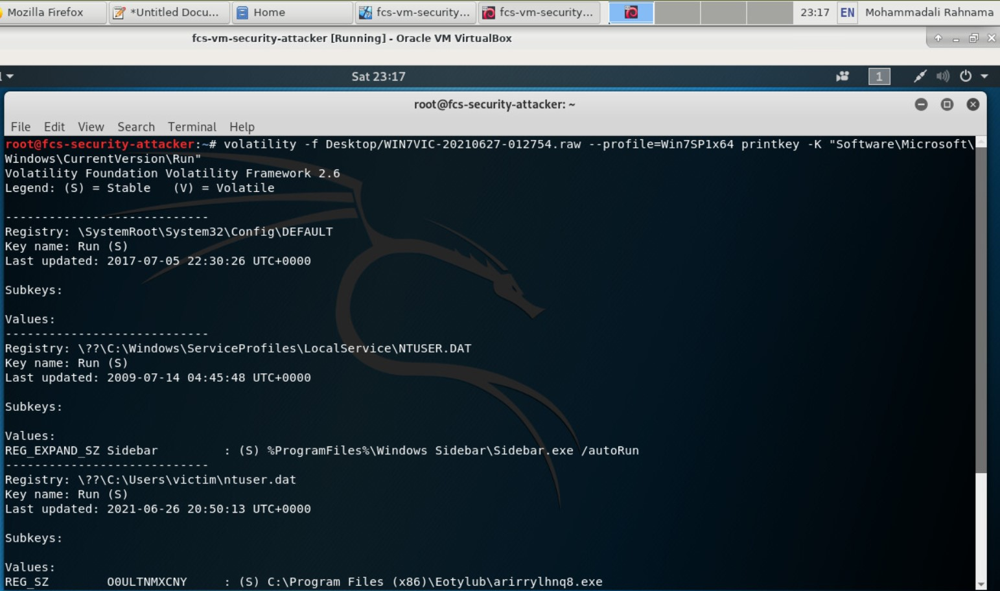 Mozilla Firefox
*Untitled Docu...
Home
fcs-vm-security...
fcs-vm-security...
23:17
EN
Mohammadali Rahnama
fcs-vm-security-attacker [Running] - Oracle VM VirtualBox
Sat 23:17
1
root@fcs-security-attacker: ~
File Edit View Search Terminal Help
root@fcs-security-attacker:~# volatility -f Desktop/WIN7VIC-20210627-012754.raw --profile=Win7SP1x64 printkey -K "Software\Microsoft\
Windows\CurrentVersion\Run"
Volatility Foundation Volatility Framework 2.6
Legend: (S) = Stable   (V) = Volatile
----------------------------
Registry: \SystemRoot\System32\Config\DEFAULT
Key name: Run (S)
Last updated: 2017-07-05 22:30:26 UTC+0000
Subkeys:
Values:
----------------------------
Registry: \??\C:\Windows\ServiceProfiles\LocalService\NTUSER.DAT
Key name: Run (S)
Last updated: 2009-07-14 04:45:48 UTC+0000
Subkeys:
Values:
REG_EXPAND_SZ Sidebar         : (S) %ProgramFiles%\Windows Sidebar\Sidebar.exe /autoRun
----------------------------
Registry: \??\C:\Users\victim\ntuser.dat
Key name: Run (S)
Last updated: 2021-06-26 20:50:13 UTC+0000
Subkeys:
Values:
REG_SZ        O0ULTNMXCNY     : (S) C:\Program Files (x86)\Eotylub\arirrylhnq8.exe